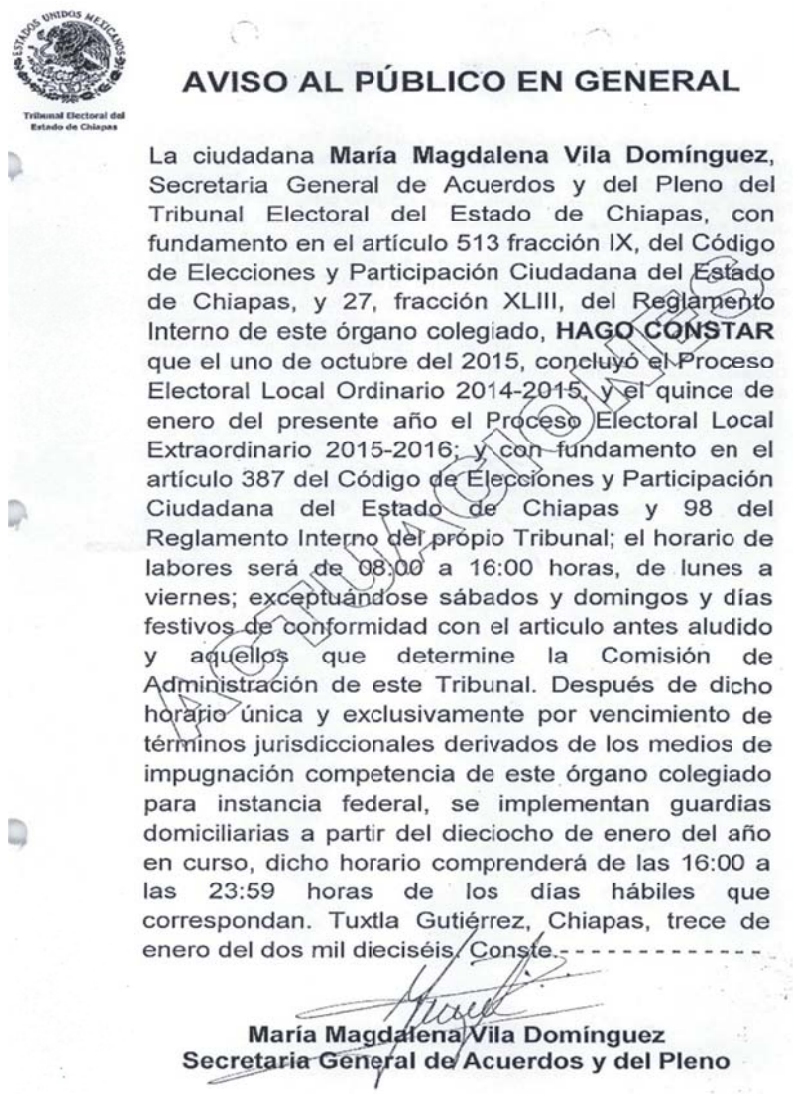 ESTADOS UNIDOS MEXICANOS
Tribunal Electoral del
Estado de Chiapas
AVISO AL PÚBLICO EN GENERAL
La ciudadana María Magdalena Vila Domínguez,
Secretaria General de Acuerdos y del Pleno del
Tribunal Electoral del Estado de Chiapas, con
fundamento en el artículo 513 fracción IX, del Código
de Elecciones y Participación Ciudadana del Estado
de Chiapas, y 27, fracción XLIII, del Reglamento
Interno de este órgano colegiado, HAGO CONSTAR
que el uno de octubre del 2015, concluyó el Proceso
Electoral Local Ordinario 2014-2015, y el quince de
enero del presente año el Proceso Electoral Local
Extraordinario 2015-2016; y con fundamento en el
artículo 387 del Código de Elecciones y Participación
Ciudadana del Estado de Chiapas y 98 del
Reglamento Interno del própio Tribunal; el horario de
labores será de 08:00 a 16:00 horas, de lunes a
viernes; exceptuándose sábados y domingos y días
festivos de conformidad con el articulo antes aludido
y aquellos que determine la Comisión de
Administración de este Tribunal. Después de dicho
horario única y exclusivamente por vencimiento de
términos jurisdiccionales derivados de los medios de
impugnación competencia de este órgano colegiado
para instancia federal, se implementan guardias
domiciliarias a partir del dieciocho de enero del año
en curso, dicho horario comprenderá de las 16:00 a
las 23:59 horas de los días hábiles que
correspondan. Tuxtla Gutiérrez, Chiapas, trece de
enero del dos mil dieciséis. Conste.- - - - - - - - - - - - - -
María Magdalena Vila Domínguez
Secretaria General de Acuerdos y del Pleno
ACTUACIONES